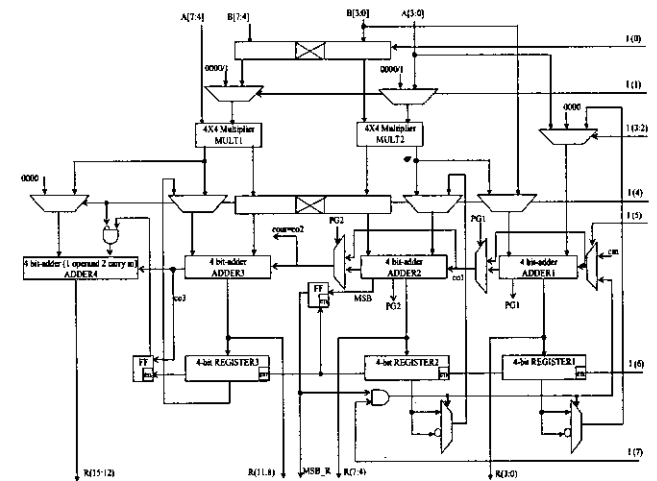 A[7:4]
B[7:4]
B[3:0]
A[3:0]
I (0)
0000/1
0000/1
I (1)
0000
I (3:2)
4X4 Multiplier
MULT1
4X4 Multiplier
MULT2
0000
I (4)
PG2
PG1
I (5)
cout=co2
cin
4 bit-adder (1 operand 2 carry in)
ADDER4
4 bit-adder
ADDER3
4 bit-adder
ADDER2
co1
4 bit-adder
ADDER1
co3
FF
en
MSB
PG2
PG1
FF
en
4-bit REGISTER3
en
4-bit REGISTER2
en
4-bit REGISTER1
en
I (6)
I (7)
R(15-12)
R(11:8)
MSB_R
R(7:4)
R(3:0)